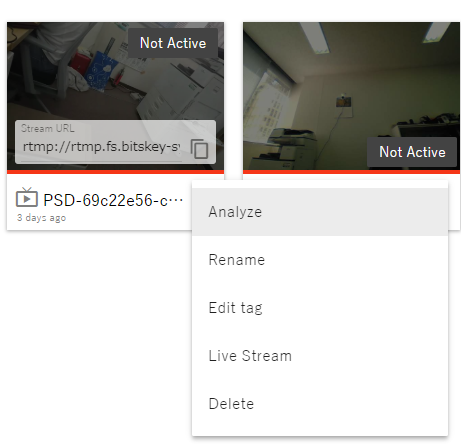 Not Active
Stream URL
rtmp://rtmp.fs.bitskey-s
Not Active
PSD-69c22e56-c···
3 days ago
Analyze
Rename
Edit tag
Live Stream
Delete